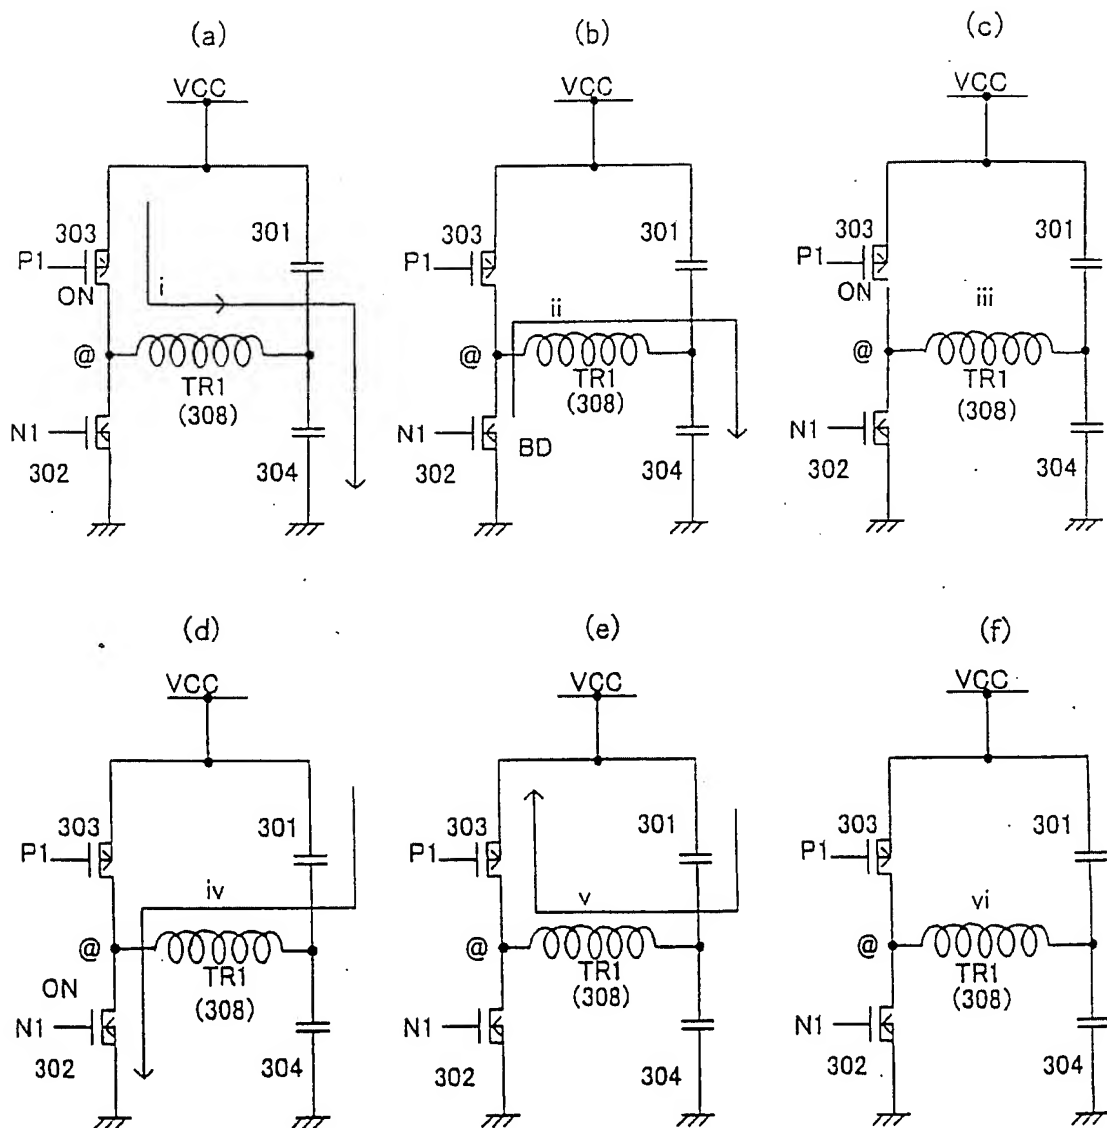 (a)
VCC
303
301
P1
ON
i
@
TR1
(308)
N1
302
304
(b)
VCC
303
301
P1
ii
@
TR1
(308)
N1
BD
302
304
(c)
VCC
303
301
P1
ON
iii
@
TR1
(308)
N1
302
304
(d)
VCC
303
301
P1
iv
@
TR1
(308)
ON
N1
302
304
(e)
VCC
303
301
P1
v
@
TR1
(308)
N1
302
304
(f)
VCC
303
301
P1
vi
@
TR1
(308)
N1
302
304